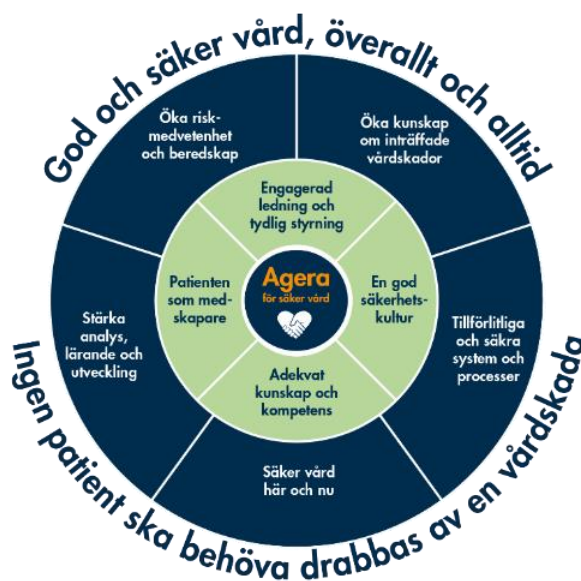 God och säker vård, överallt och alltid
Öka risk-
medvetenhet
och beredskap
Öka kunskap
om inträffade
vårdskador
Engagerad
ledning och
tydlig styrning
Patienten
som med-
skapare
Agera
för säker vård
En god
säkerhets-
kultur
Stärka
analys,
lärande och
utveckling
Tillförlitliga
och säkra
system och
processer
Adekvat
kunskap och
kompetens
Säker vård
här och nu
Ingen patient ska behöva drabbas av en vårdskada